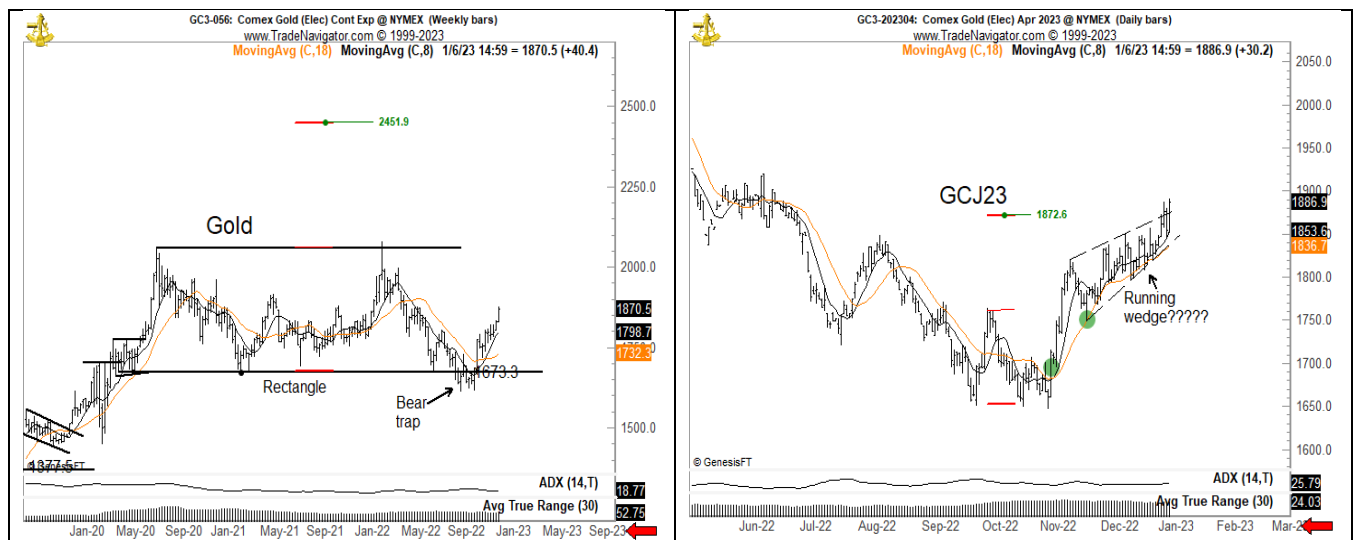 GC3-056: Comex Gold (Elec) Cont Exp @ NYMEX (Weekly bars)
www.TradeNavigator.com © 1999-2023
MovingAvg (C,18) MovingAvg (C,8) 1/6/23 14:59 = 1870.5 (+40.4)
2500.0
2451.9
2250.0
Gold
2000.0
1870.5
1798.7
1732.3
1673.3
Rectangle
Bear
trap
1500.0
1377.5
© GenesisFT
ADX (14,T)
18.77
Avg True Range (30)
52.75
Jan-20 May-20 Sep-20 Jan-21 May-21 Sep-21 Jan-22 May-22 Sep-22 Jan-23 May-23 Sep-23
GC3-202304: Comex Gold (Elec) Apr 2023 @ NYMEX (Daily bars)
www.TradeNavigator.com © 1999-2023
MovingAvg (C,18) MovingAvg (C,8) 1/6/23 14:59 = 1886.9 (+30.2)
2050.0
2000.0
1950.0
GCJ23
1900.0
1886.9
1872.6
1853.6
1836.7
1800.0
Running
wedge?????
1750.0
1700.0
1650.0
1600.0
© GenesisFT
ADX (14,T)
25.79
Avg True Range (30)
24.03
Jun-22 Jul-22 Aug-22 Sep-22 Oct-22 Nov-22 Dec-22 Jan-23 Feb-23